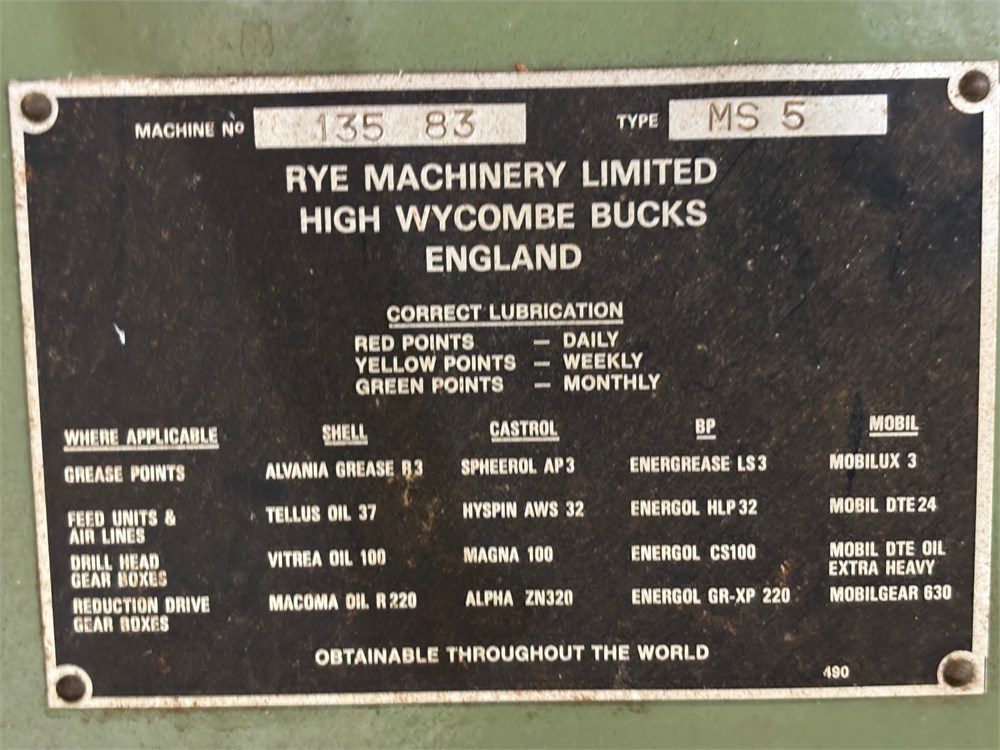 MACHINE No 135 83 TYPE MS 5
RYE MACHINERY LIMITED
HIGH WYCOMBE BUCKS
ENGLAND
CORRECT LUBRICATION
RED POINTS — DAILY
YELLOW POINTS — WEEKLY
GREEN POINTS — MONTHLY
WHERE APPLICABLE SHELL CASTROL BP MOBIL
GREASE POINTS ALVANIA GREASE R3 SPHEEROL AP3 ENERGREASE LS3 MOBILUX 3
FEED UNITS & TELLUS OIL 37 HYSPIN AWS 32 ENERGOL HLP 32 MOBIL DTE 24
AIR LINES
DRILL HEAD VITREA OIL 100 MAGNA 100 ENERGOL CS100 MOBIL DTE OIL
GEAR BOXES EXTRA HEAVY
REDUCTION DRIVE MACOMA OIL R 220 ALPHA ZN320 ENERGOL GR-XP 220 MOBILGEAR 630
GEAR BOXES
OBTAINABLE THROUGHOUT THE WORLD
490